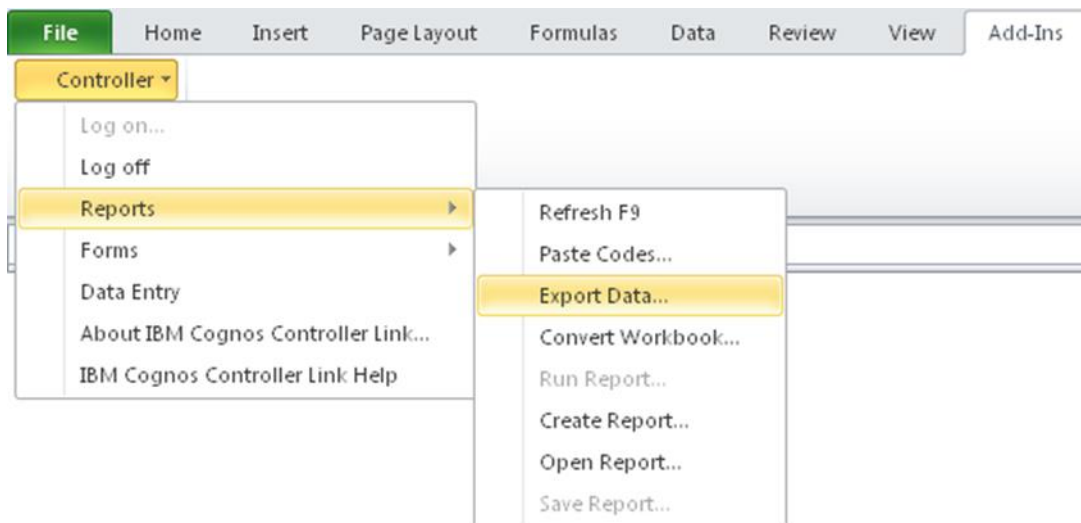 File Home Insert Page Layout Formulas Data Review View Add-Ins
Controller
Log on...
Log off
Reports
Forms
Data Entry
About IBM Cognos Controller Link...
IBM Cognos Controller Link Help
Refresh F9
Paste Codes...
Export Data...
Convert Workbook...
Run Report...
Create Report...
Open Report...
Save Report...